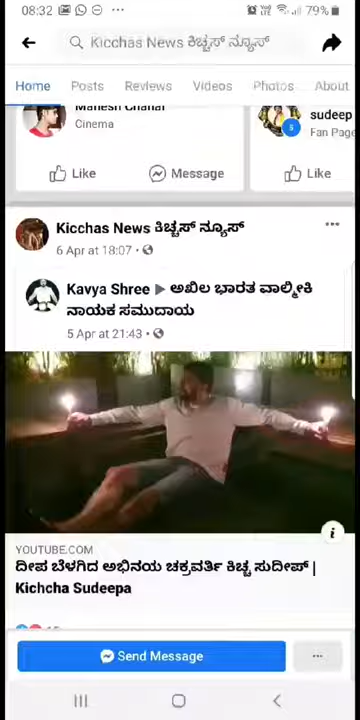 08:32 79%
Kicchas News ಕಿಚ್ಚಸ್ ನ್ಯೂಸ್
Home Posts Reviews Videos Photos About
Cinema
sudeep
Fan Page
5
Like Message Like
Kicchas News ಕಿಚ್ಚಸ್ ನ್ಯೂಸ್
6 Apr at 18:07
Kavya Shree ▶ ಅಖಿಲ ಭಾರತ ವಾಲ್ಮೀಕಿ
ನಾಯಕ ಸಮುದಾಯ
5 Apr at 21:43
YOUTUBE.COM
ದೀಪ ಬೆಳಗಿದ ಅಭಿನಯ ಚಕ್ರವರ್ತಿ ಕಿಚ್ಚ ಸುದೀಪ್ |
Kichcha Sudeepa
Send Message